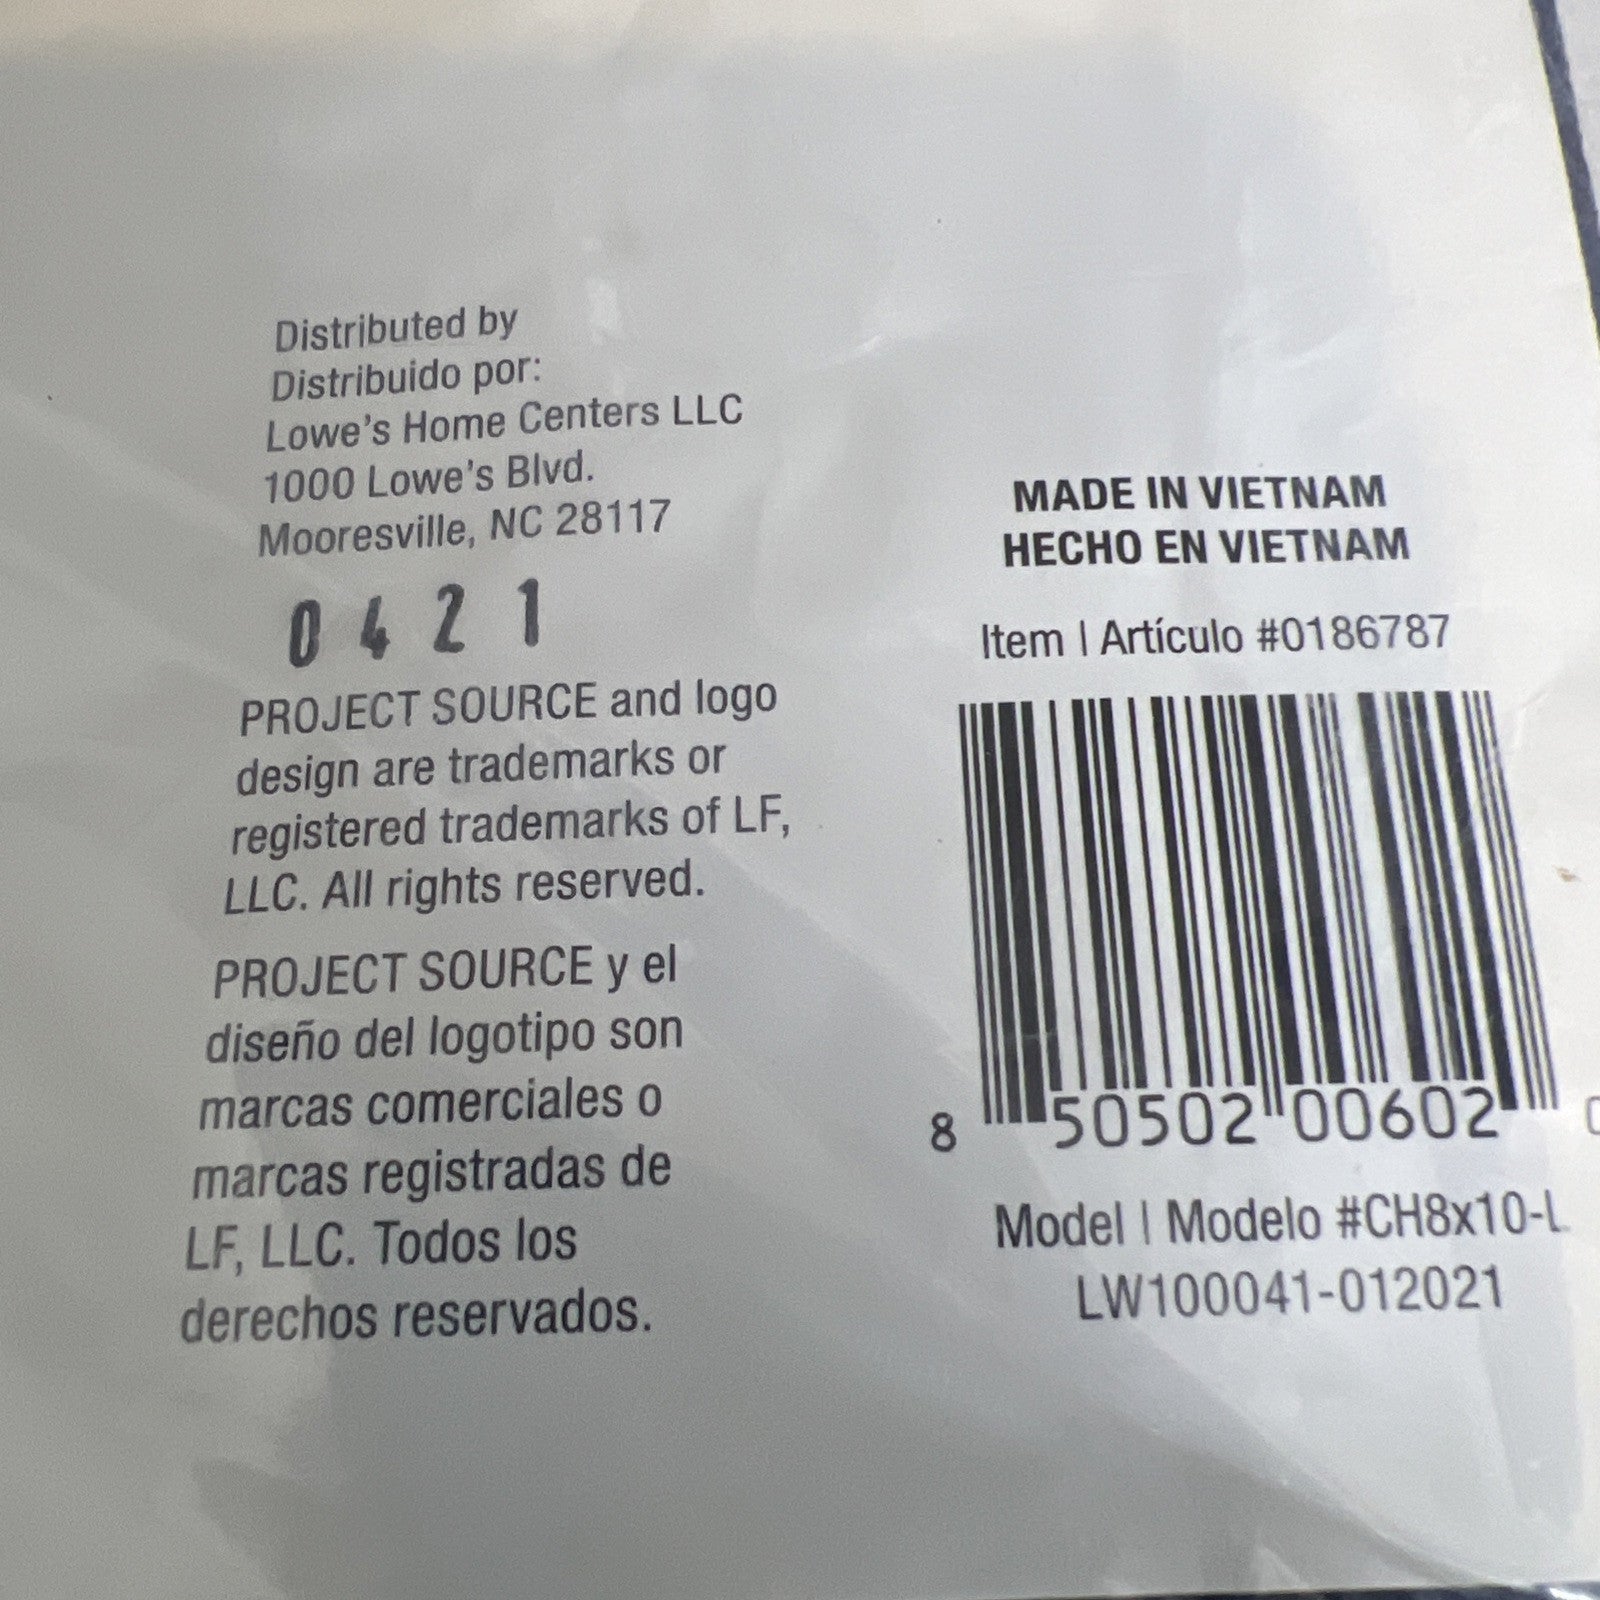 Distributed by
Distribuido por:
Lowe's Home Centers LLC
1000 Lowe's Blvd.
Mooresville, NC 28117
0421
PROJECT SOURCE and logo
design are trademarks or
registered trademarks of LF,
LLC. All rights reserved.
PROJECT SOURCE y el
diseño del logotipo son
marcas comerciales o
marcas registradas de
LF, LLC. Todos los
derechos reservados.
MADE IN VIETNAM
HECHO EN VIETNAM
Item | Artículo #0186787
8 50502 00602
Model | Modelo #CH8x10-L
LW100041-012021